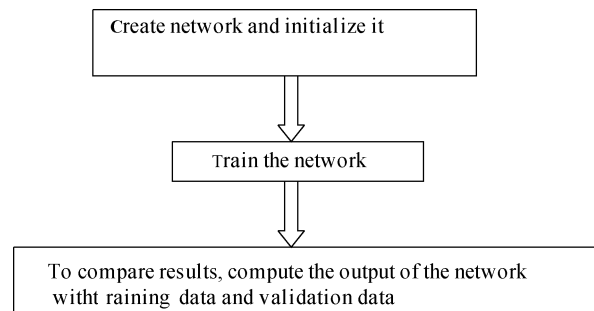 Create network and initialize it
Train the network
To compare results, compute the output of the network
witht raining data and validation data